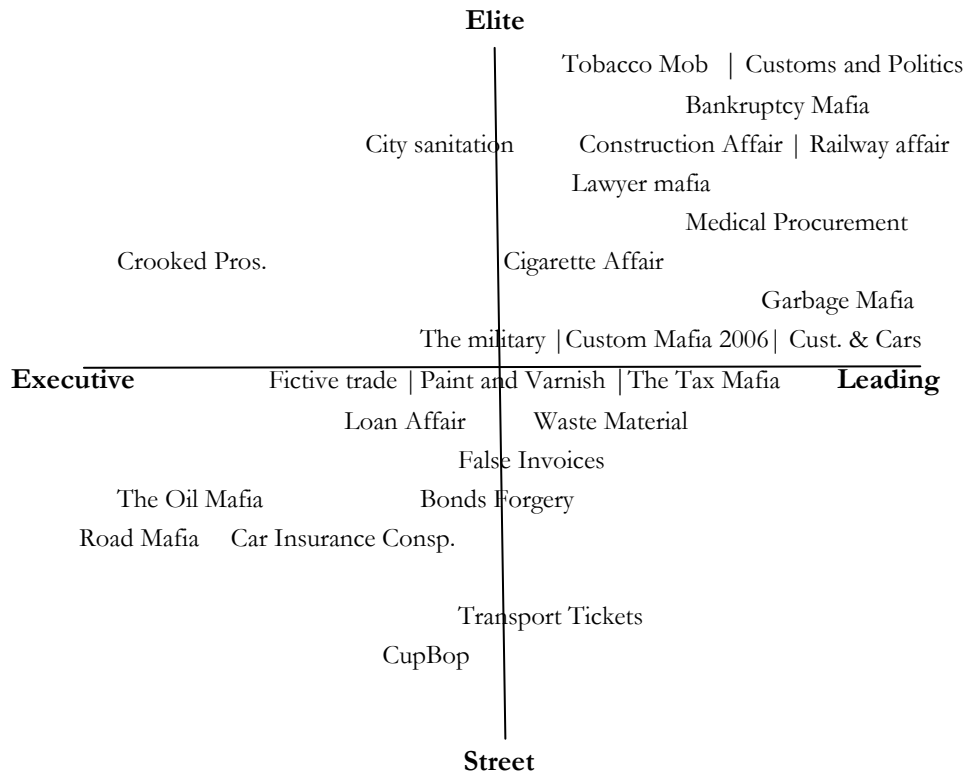 Elite
Tobacco Mob | Customs and Politics
Bankruptcy Mafia
City sanitation Construction Affair | Railway affair
Lawyer mafia
Medical Procurement
Crooked Pros. Cigarette Affair
Garbage Mafia
The military |Custom Mafia 2006| Cust. & Cars
Executive Fictive trade |Paint and Varnish |The Tax Mafia Leading
Loan Affair Waste Material
False Invoices
The Oil Mafia Bonds Forgery
Road Mafia Car Insurance Consp.
Transport Tickets
CupBop
Street